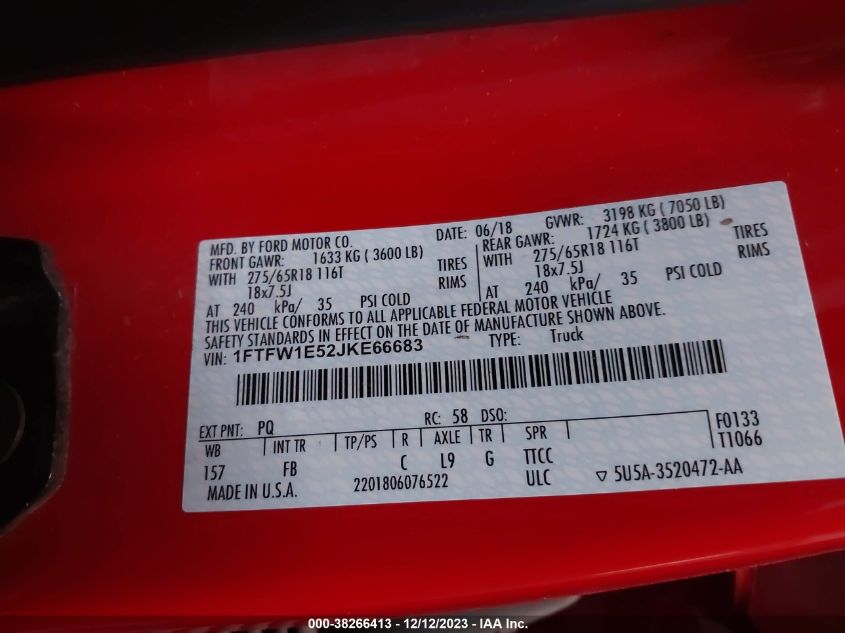 MFD. BY FORD MOTOR CO. DATE: 06/18 GVWR: 3198 KG ( 7050 LB)
FRONT GAWR: 1633 KG ( 3600 LB) REAR GAWR: 1724 KG ( 3800 LB)
WITH 275/65R18 116T TIRES WITH 275/65R18 116T TIRES
18x7.5J RIMS 18x7.5J RIMS
AT 240 kPa/ 35 PSI COLD AT 240 kPa/ 35 PSI COLD
THIS VEHICLE CONFORMS TO ALL APPLICABLE FEDERAL MOTOR VEHICLE
SAFETY STANDARDS IN EFFECT ON THE DATE OF MANUFACTURE SHOWN ABOVE.
VIN: 1FTFW1E52JKE66683 TYPE: Truck
EXT PNT: PQ RC: 58 DSO: F0133
WB INT TR TP/PS R AXLE TR SPR T1066
157 FB C L9 G TTCC
MADE IN U.S.A. 2201806076522 ULC ▽ 5U5A-3520472-AA
000-38266413 - 12/12/2023 - IAA Inc.